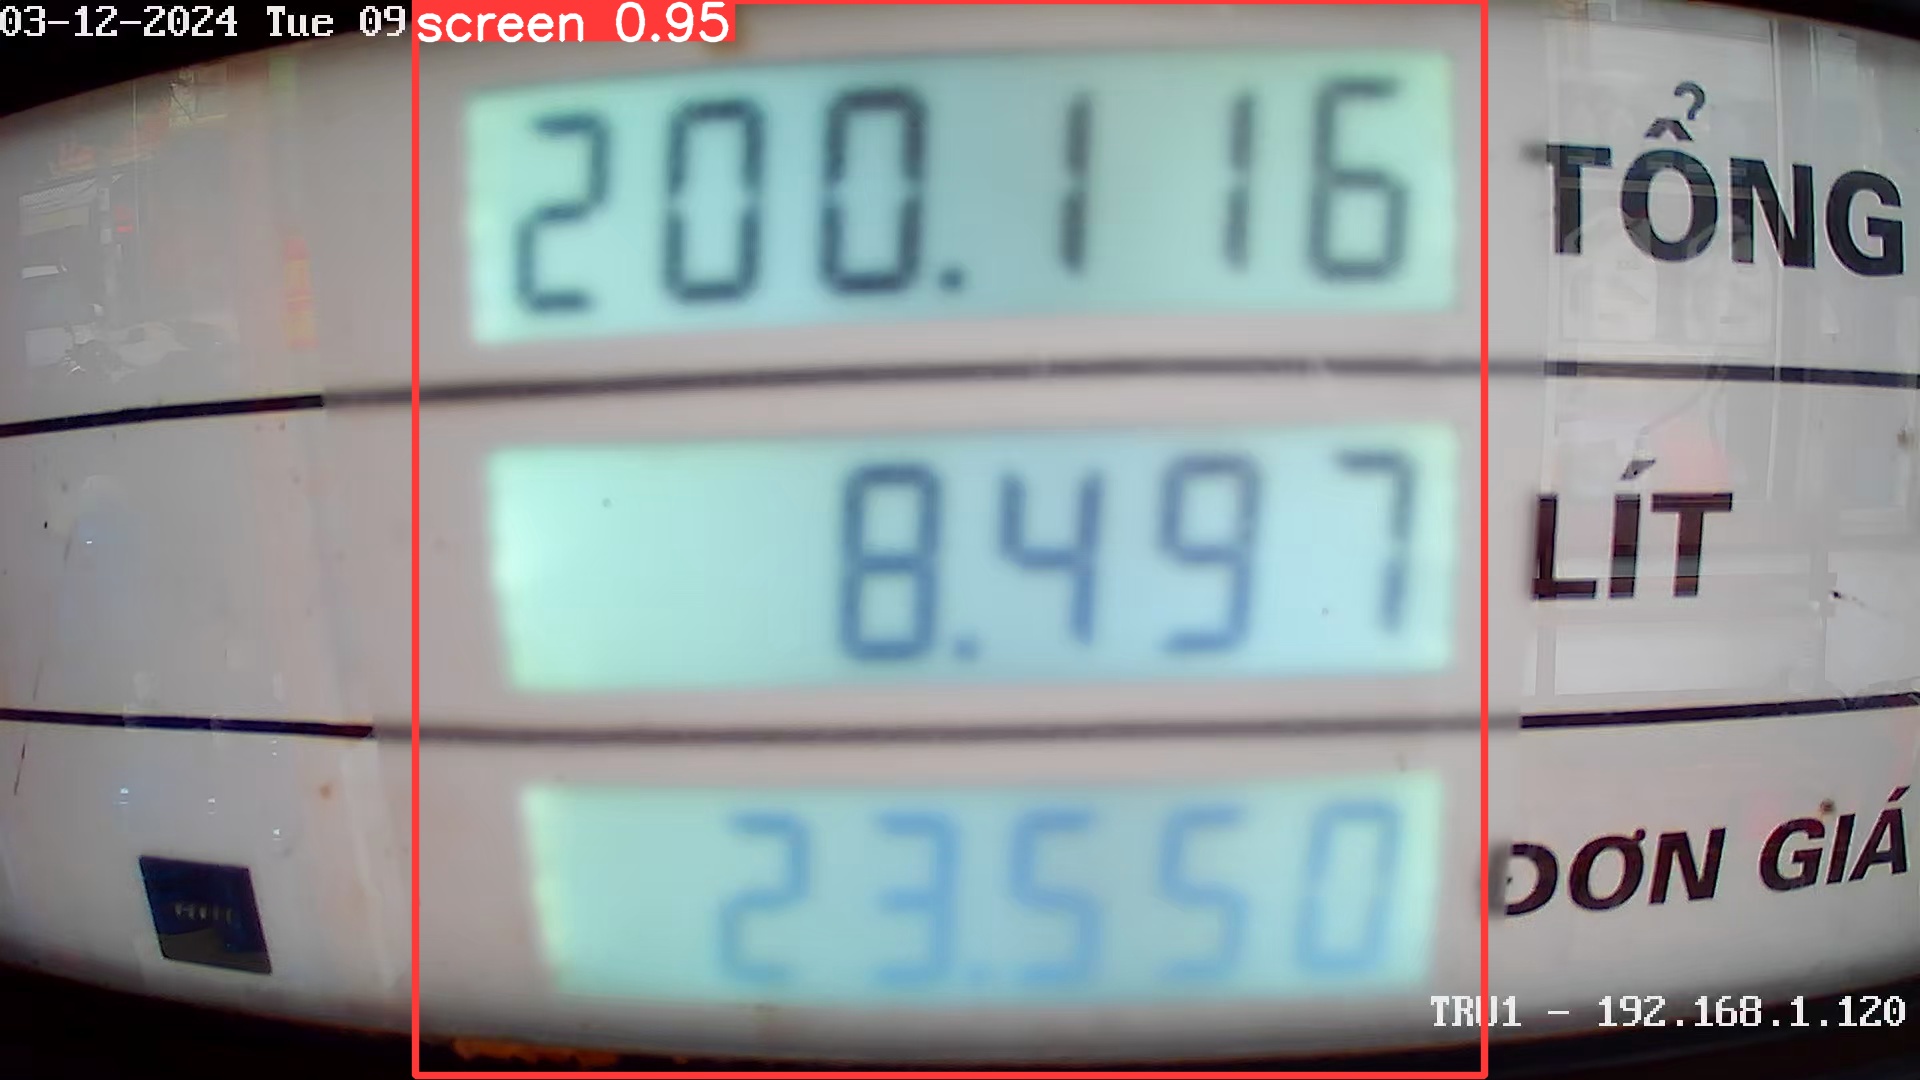 03-12-2024 Tue 09
screen 0.95
200.116
TỔNG
8.497
LÍT
23.550
ĐƠN GIÁ
TRU1 - 192.168.1.120